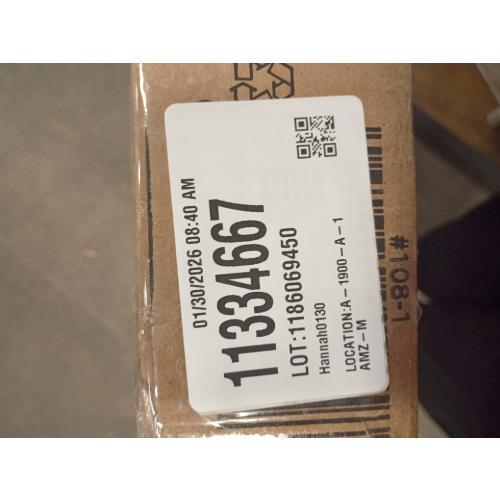 01/30/2026 08:40 AM
11334667
LOT:1186069450
Hannah0130
LOCATION:A-1900-A-1
AMZ-M
#108-1